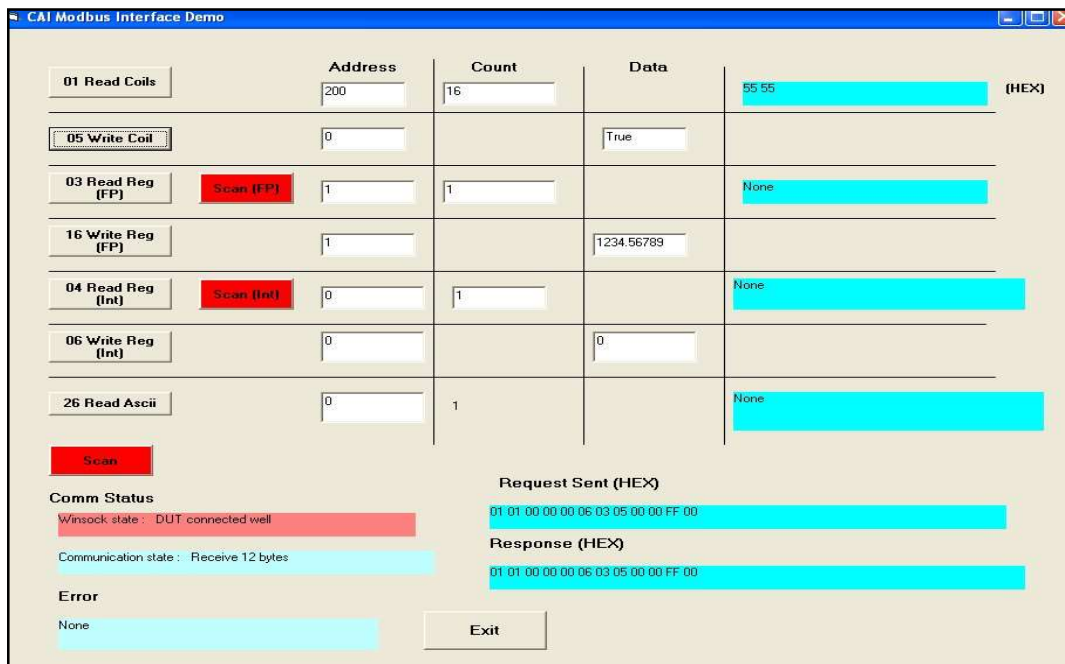 CAI Modbus Interface Demo
Address Count Data
01 Read Coils 200 16 55 55 (HEX)
05 Write Coil 0 True
03 Read Reg
(FP) Scan (FP) 1 1 None
16 Write Reg
(FP) 1 1234.56789
04 Read Reg
(Int) Scan (Int) 0 1 None
06 Write Reg
(Int) 0 0
26 Read Ascii 0 1 None
Scan
Comm Status
Winsock state : DUT connected well
Communication state : Receive 12 bytes
Error
None
Request Sent (HEX)
01 01 00 00 00 06 03 05 00 00 FF 00
Response (HEX)
01 01 00 00 00 06 03 05 00 00 FF 00
Exit